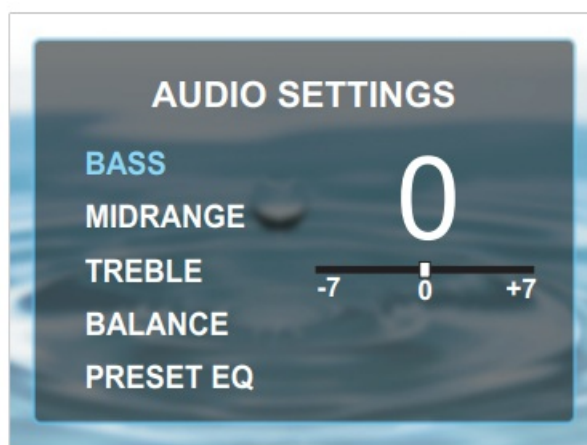 AUDIO SETTINGS
BASS
MIDRANGE
TREBLE
BALANCE
PRESET EQ
0
-7 0 +7